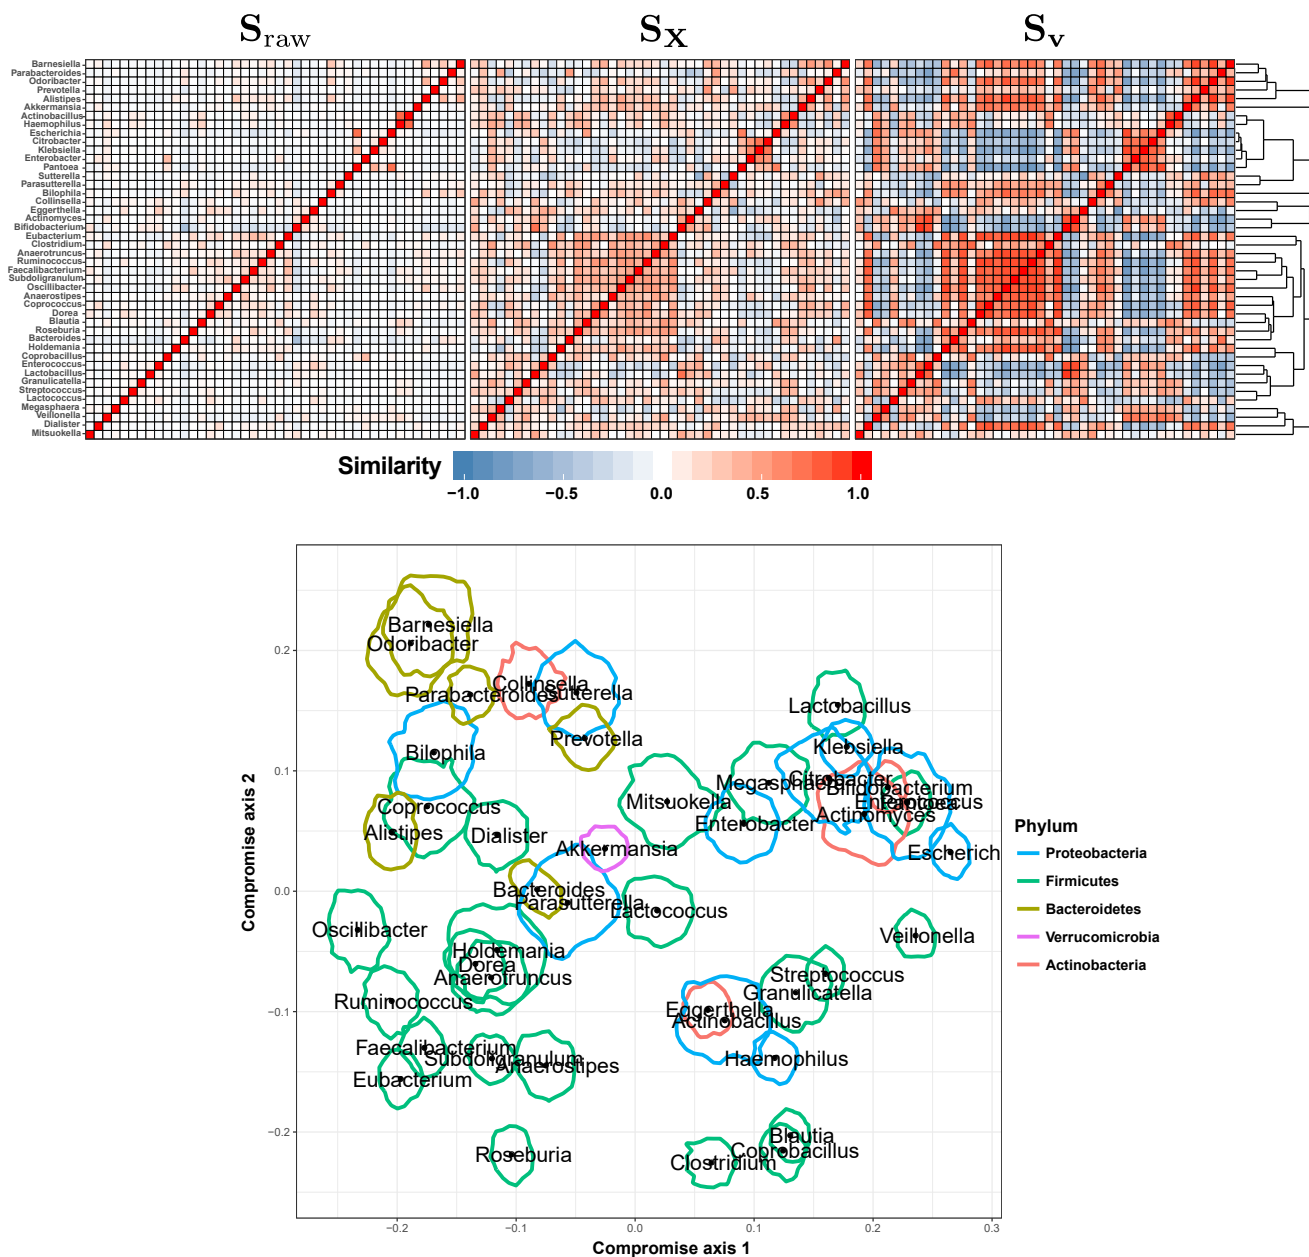 S_raw S_X S_v
Barnesiella
Parabacteroides
Odoribacter
Prevotella
Alistipes
Akkermansia
Actinobacillus
Haemophilus
Escherichia
Citrobacter
Klebsiella
Enterobacter
Pantoea
Sutterella
Parasutterella
Bilophila
Collinsella
Eggerthella
Actinomyces
Bifidobacterium
Eubacterium
Clostridium
Anaerotruncus
Ruminococcus
Faecalibacterium
Subdoligranulum
Oscillibacter
Anaerostipes
Coprococcus
Dorea
Blautia
Roseburia
Bacteroides
Holdemania
Coprobacillus
Enterococcus
Lactobacillus
Granulicatella
Streptococcus
Lactococcus
Megasphaera
Veillonella
Dialister
Mitsuokella
Similarity
−1.0 −0.5 0.0 0.5 1.0
Barnesiella
Odoribacter
Parabacteroides
Collinsella
Sutterella
Prevotella
Bilophila
Lactobacillus
Klebsiella
Megasphaera
Citrobacter
Bifidobacterium
Mitsuokella
Enterococcus
Pantoea
Coprococcus
Actinomyces
Enterobacter
Alistipes
Dialister
Akkermansia
Escherich
Bacteroides
Parasutterella
Lactococcus
Oscillibacter
Veillonella
Holdemania
Dorea
Anaerotruncus
Streptococcus
Granulicatella
Ruminococcus
Eggerthella
Actinobacillus
Faecalibacterium
Subdoligranulum
Anaerostipes
Haemophilus
Eubacterium
Blautia
Roseburia
Coprobacillus
Clostridium
0.2
0.1
0.0
−0.1
−0.2
Compromise axis 2
−0.2 −0.1 0.0 0.1 0.2 0.3
Compromise axis 1
Phylum
Proteobacteria
Firmicutes
Bacteroidetes
Verrucomicrobia
Actinobacteria